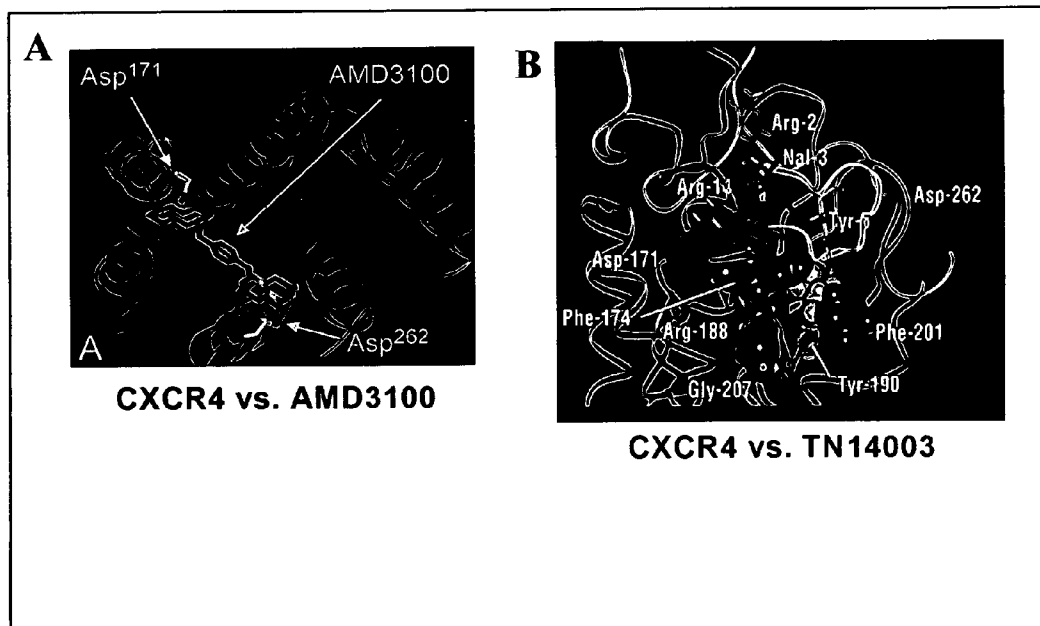 A
Asp171
AMD3100
Asp262
A
CXCR4 vs. AMD3100
B
Arg-2
Nal-3
Arg-13
Tyr-5
Asp-262
Asp-171
Phe-174
Arg-188
Phe-201
Gly-207
Tyr-190
CXCR4 vs. TN14003